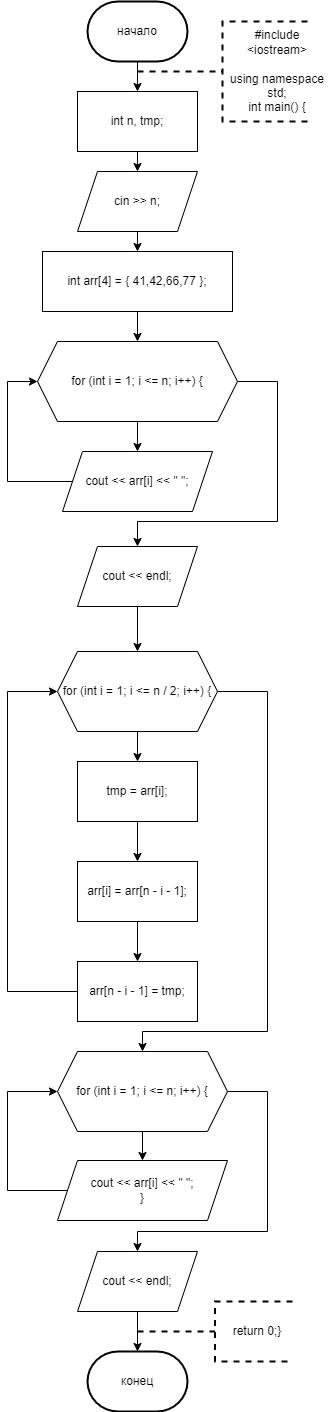 начало
#include
<iostream>
using namespace
std;
int main() {
int n, tmp;
cin >> n;
int arr[4] = { 41,42,66,77 };
for (int i = 1; i <= n; i++) {
cout << arr[i] << " ";
cout << endl;
for (int i = 1; i <= n / 2; i++) {
tmp = arr[i];
arr[i] = arr[n - i - 1];
arr[n - i - 1] = tmp;
for (int i = 1; i <= n; i++) {
cout << arr[i] << " ";
}
cout << endl;
return 0;}
конец